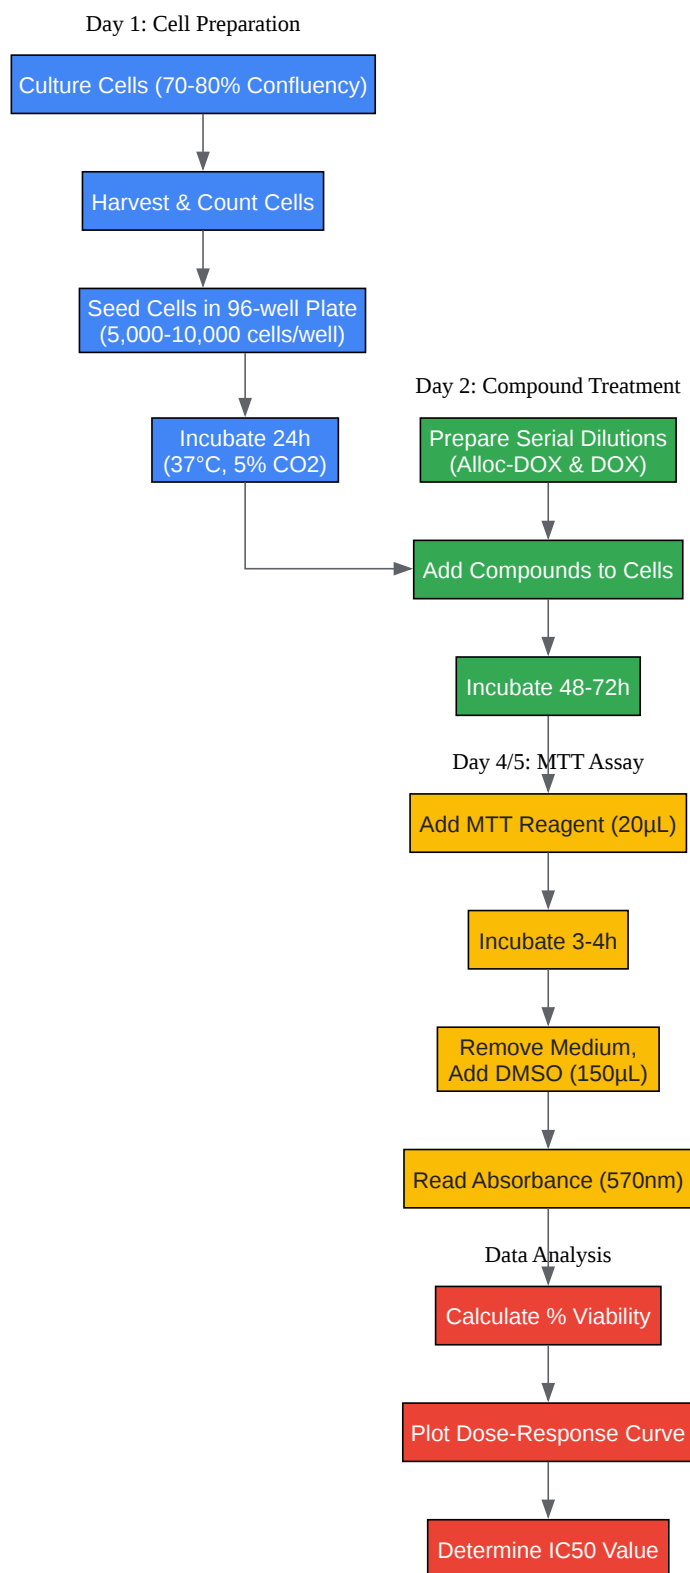 Day 1: Cell Preparation
Culture Cells (70-80% Confluency)
Harvest & Count Cells
Seed Cells in 96-well Plate
(5,000-10,000 cells/well)
Incubate 24h
(37°C, 5% CO2)
Day 2: Compound Treatment
Prepare Serial Dilutions
(Alloc-DOX & DOX)
Add Compounds to Cells
Incubate 48-72h
Day 4/5: MTT Assay
Add MTT Reagent (20µL)
Incubate 3-4h
Remove Medium,
Add DMSO (150µL)
Read Absorbance (570nm)
Data Analysis
Calculate % Viability
Plot Dose-Response Curve
Determine IC50 Value